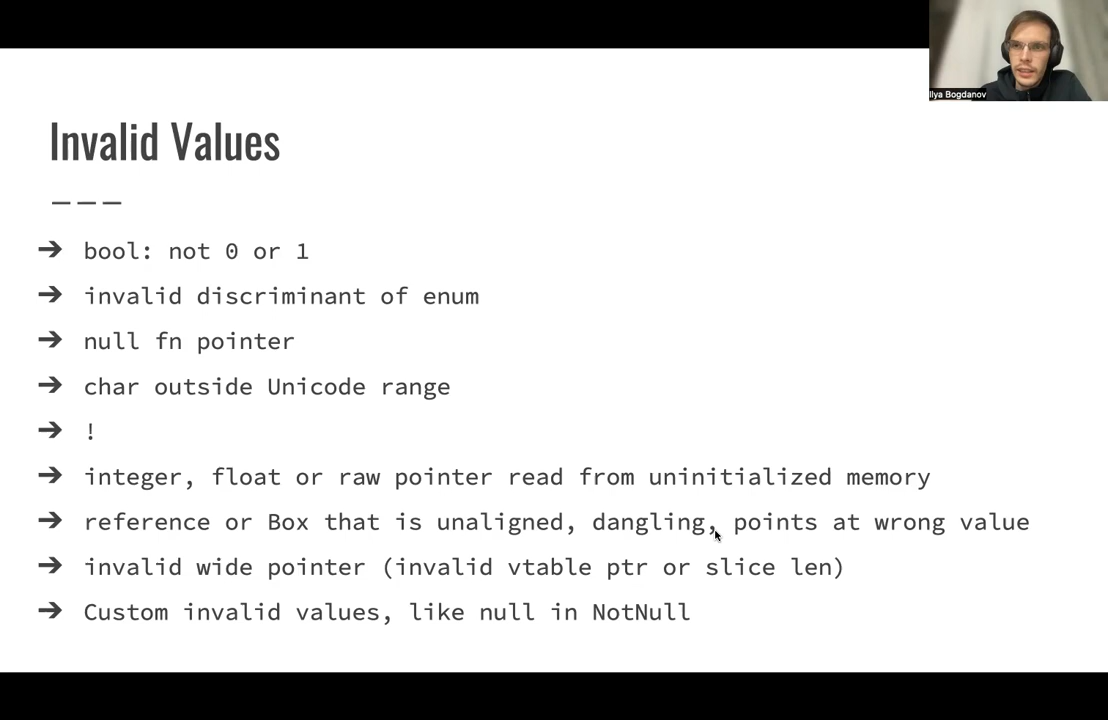 Ilya Bogdanov
Invalid Values
———
➔ bool: not 0 or 1
➔ invalid discriminant of enum
➔ null fn pointer
➔ char outside Unicode range
➔ !
➔ integer, float or raw pointer read from uninitialized memory
➔ reference or Box that is unaligned, dangling, points at wrong value
➔ invalid wide pointer (invalid vtable ptr or slice len)
➔ Custom invalid values, like null in NotNull